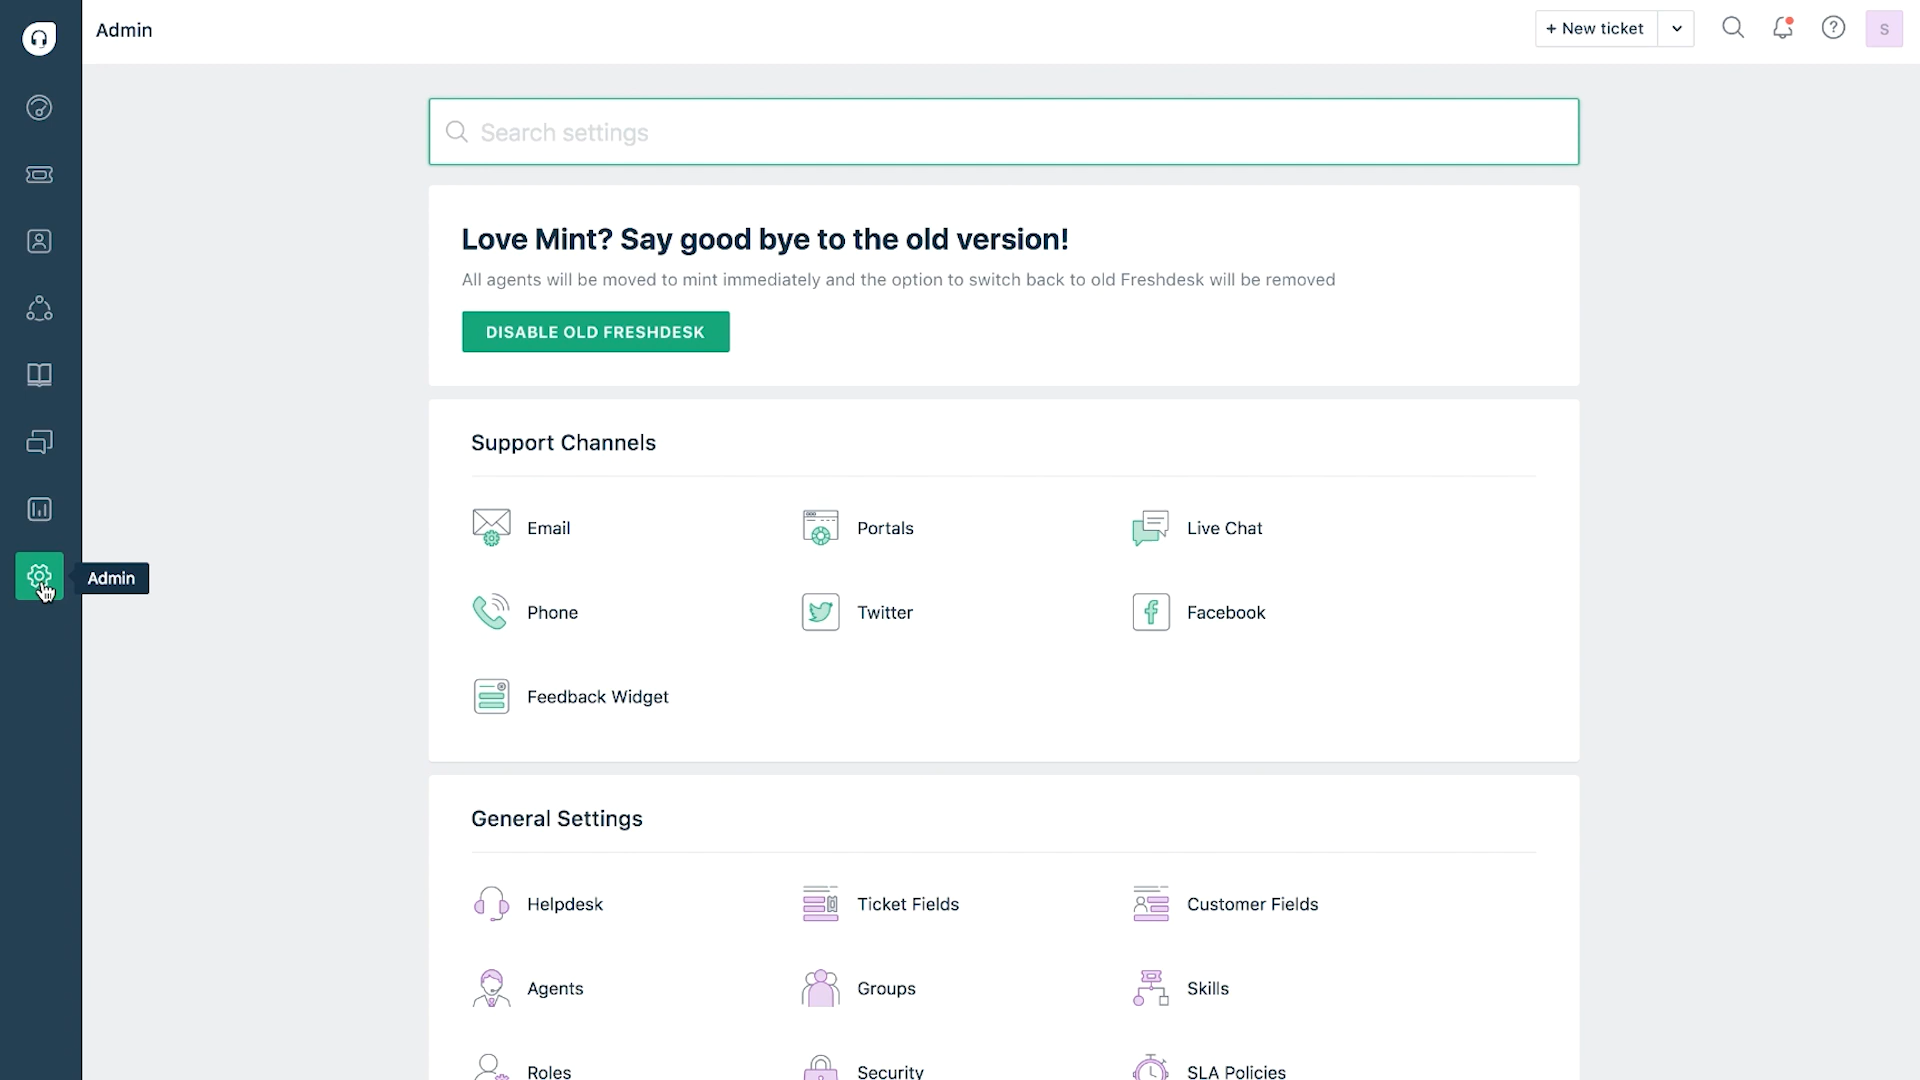 Admin
+ New ticket
S
Search settings
Love Mint? Say good bye to the old version!
All agents will be moved to mint immediately and the option to switch back to old Freshdesk will be removed
DISABLE OLD FRESHDESK
Support Channels
Email
Portals
Live Chat
Admin
Phone
Twitter
Facebook
Feedback Widget
General Settings
Helpdesk
Ticket Fields
Customer Fields
Agents
Groups
Skills
Roles
Security
SLA Policies